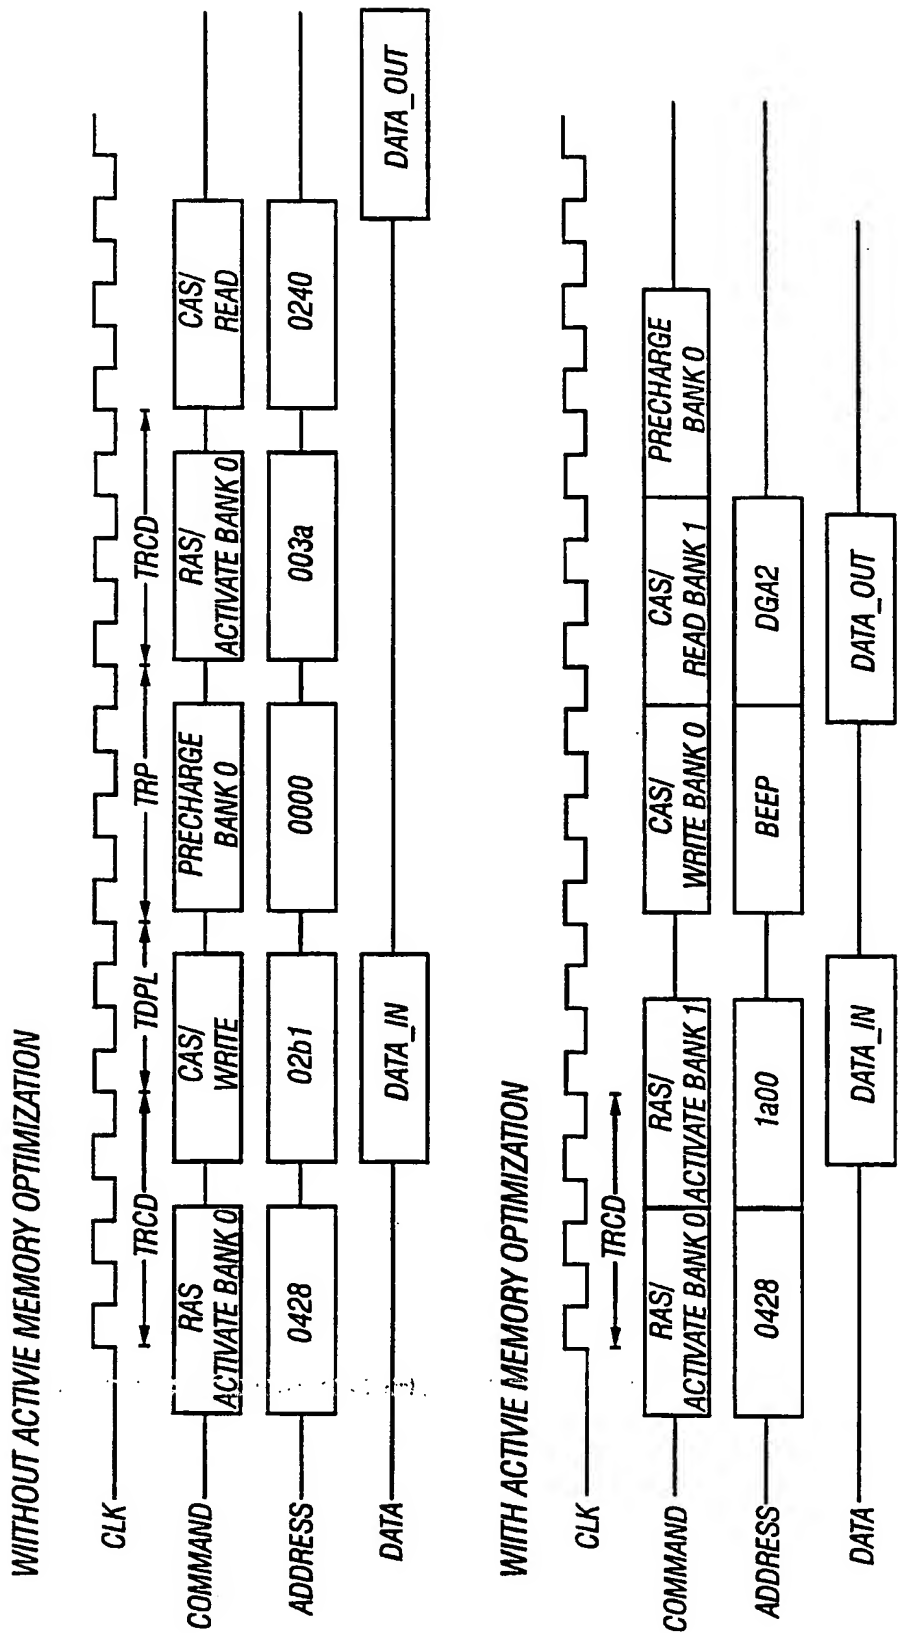 WIITHOUT ACTIVIE MEMORY OPTIMIZATION
CLK
TRCD TDPL TRP TRCD
COMMAND
RAS
ACTIVATE BANK 0
CAS/
WRITE
PRECHARGE
BANK 0
RAS/
ACTIVATE BANK 0
CAS/
READ
ADDRESS
0428 02b1 0000 003a 0240
DATA
DATA_IN DATA_OUT
WIITH ACTIVIE MEMORY OPTIMIZATION
CLK
TRCD
COMMAND
RAS/
ACTIVATE BANK 0
RAS/
ACTIVATE BANK 1
CAS/
WRITE BANK 0
CAS/
READ BANK 1
PRECHARGE
BANK 0
ADDRESS
0428 1a00 BEEP DGA2
DATA
DATA_IN DATA_OUT